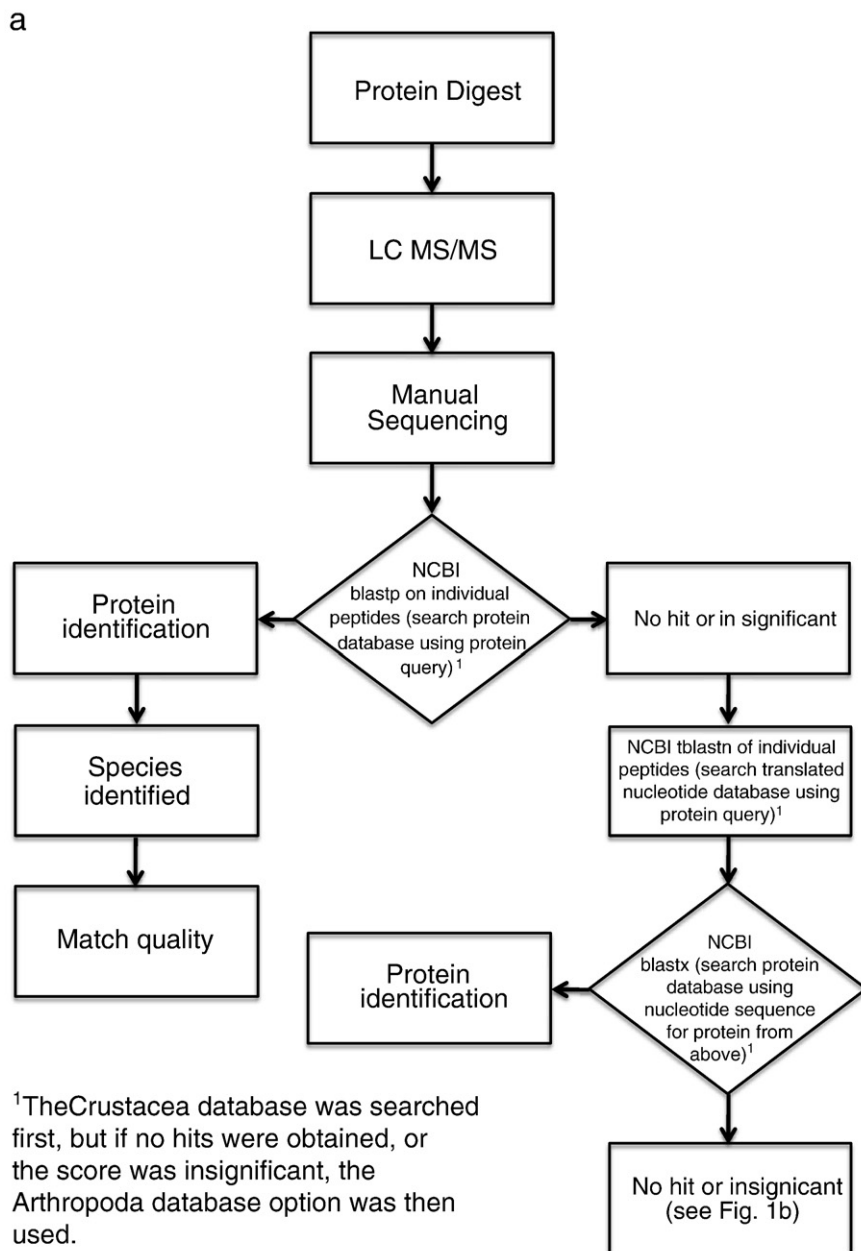 a
Protein Digest
LC MS/MS
Manual
Sequencing
NCBI
blastp on individual
peptides (search protein
database using protein
query)¹
Protein
identification
No hit or in significant
Species
identified
NCBI tblastn of individual
peptides (search translated
nucleotide database using
protein query)¹
Match quality
NCBI
blastx (search protein
database using
nucleotide sequence
for protein from
above)¹
Protein
identification
No hit or insignicant
(see Fig. 1b)
¹TheCrustacea database was searched
first, but if no hits were obtained, or
the score was insignificant, the
Arthropoda database option was then
used.